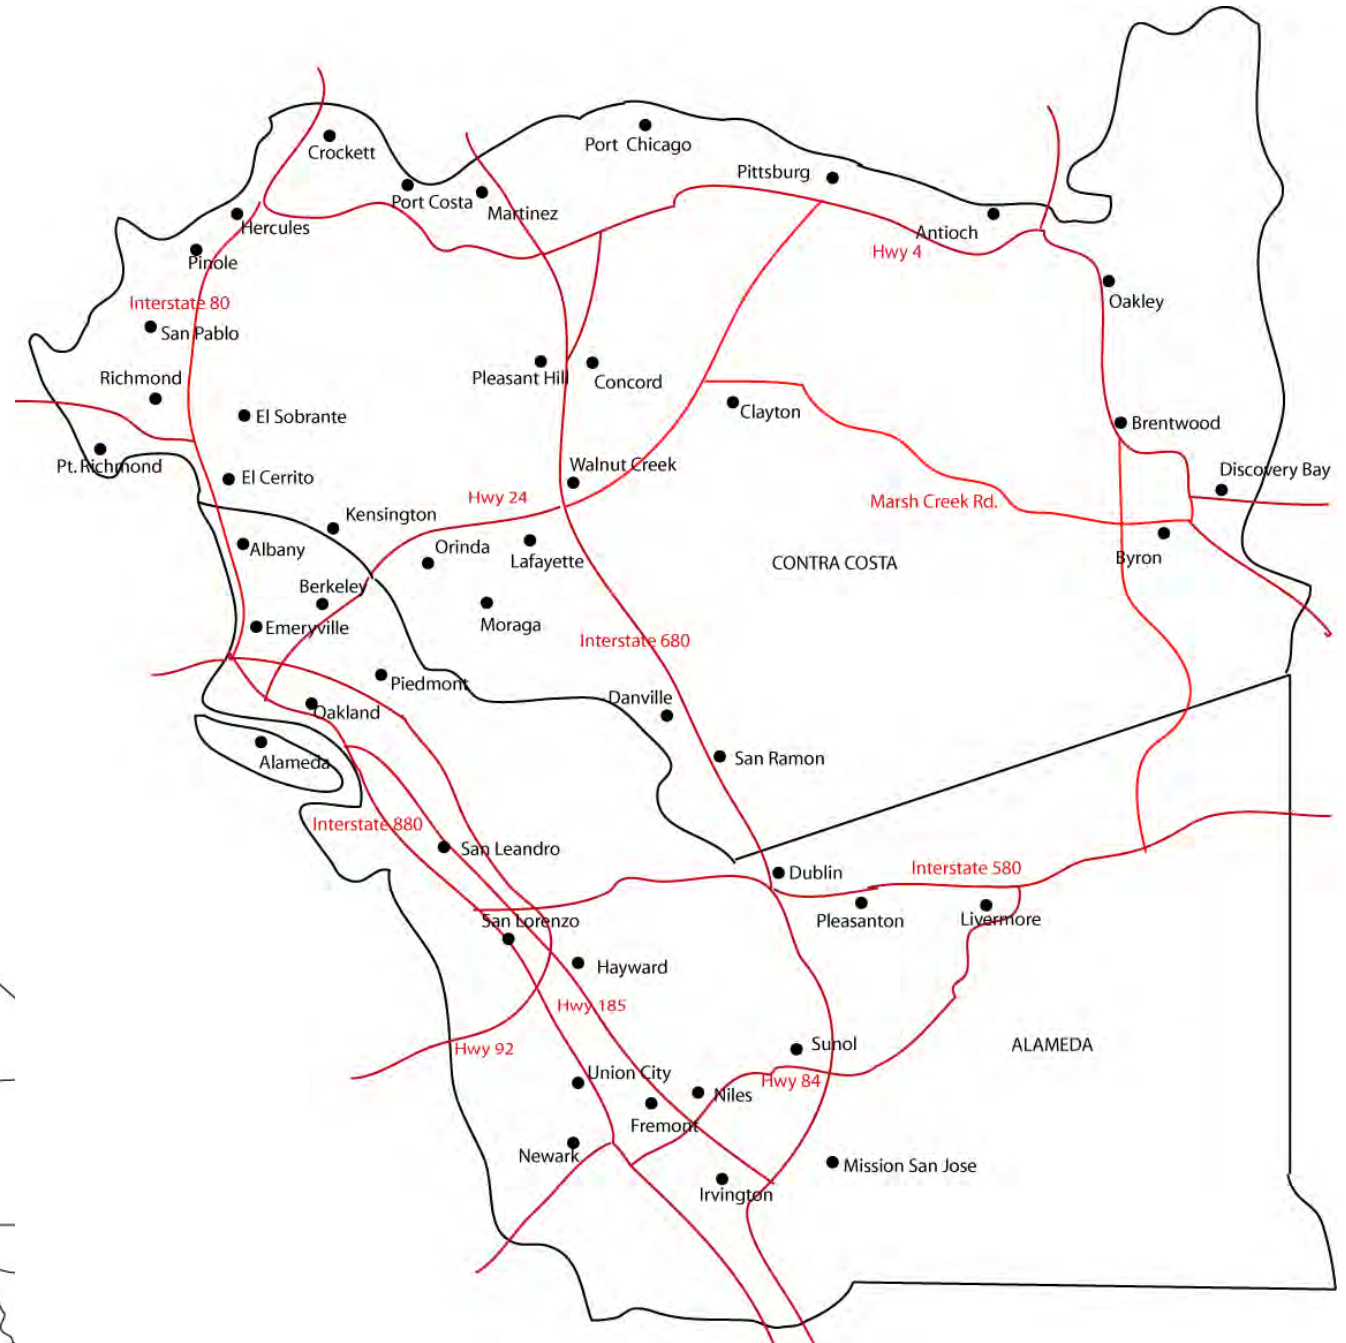 Crockett
Port Chicago
Pittsburg
Port Costa
Martinez
Hercules
Antioch
Hwy 4
Pinole
Interstate 80
Oakley
San Pablo
Richmond
Pleasant Hill
Concord
El Sobrante
Clayton
Brentwood
Pt. Richmond
Walnut Creek
Discovery Bay
El Cerrito
Hwy 24
Marsh Creek Rd.
Kensington
Albany
Orinda
Lafayette
CONTRA COSTA
Byron
Berkeley
Emeryville
Moraga
Interstate 680
Piedmont
Danville
Oakland
San Ramon
Alameda
Interstate 880
San Leandro
Dublin
Interstate 580
San Lorenzo
Pleasanton
Livermore
Hayward
Hwy 185
Hwy 92
Sunol
ALAMEDA
Union City
Hwy 84
Niles
Fremont
Newark
Mission San Jose
Irvington